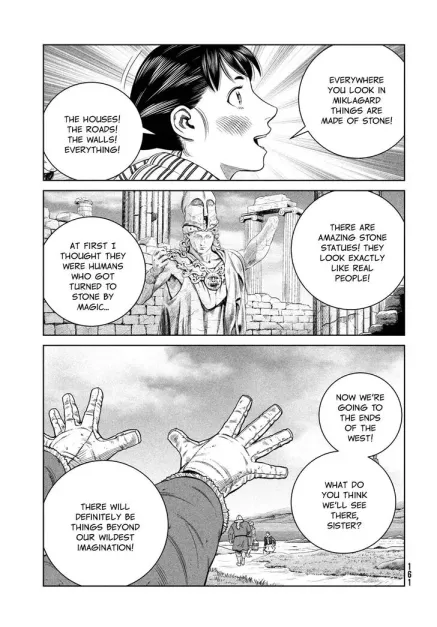 EVERYWHERE
YOU LOOK IN
MIKLAGARD
THINGS ARE
MADE OF STONE!
THE HOUSES!
THE ROADS!
THE WALLS!
EVERYTHING!
THERE ARE
AMAZING STONE
STATUES! THEY
LOOK EXACTLY
LIKE REAL
PEOPLE!
AT FIRST I
THOUGHT THEY
WERE HUMANS
WHO GOT
TURNED TO
STONE BY
MAGIC...
NOW WE'RE
GOING TO
THE ENDS
OF THE
WEST!
WHAT DO
YOU THINK
WE'LL SEE
THERE,
SISTER?
THERE WILL
DEFINITELY BE
THINGS BEYOND
OUR WILDEST
IMAGINATION!
161